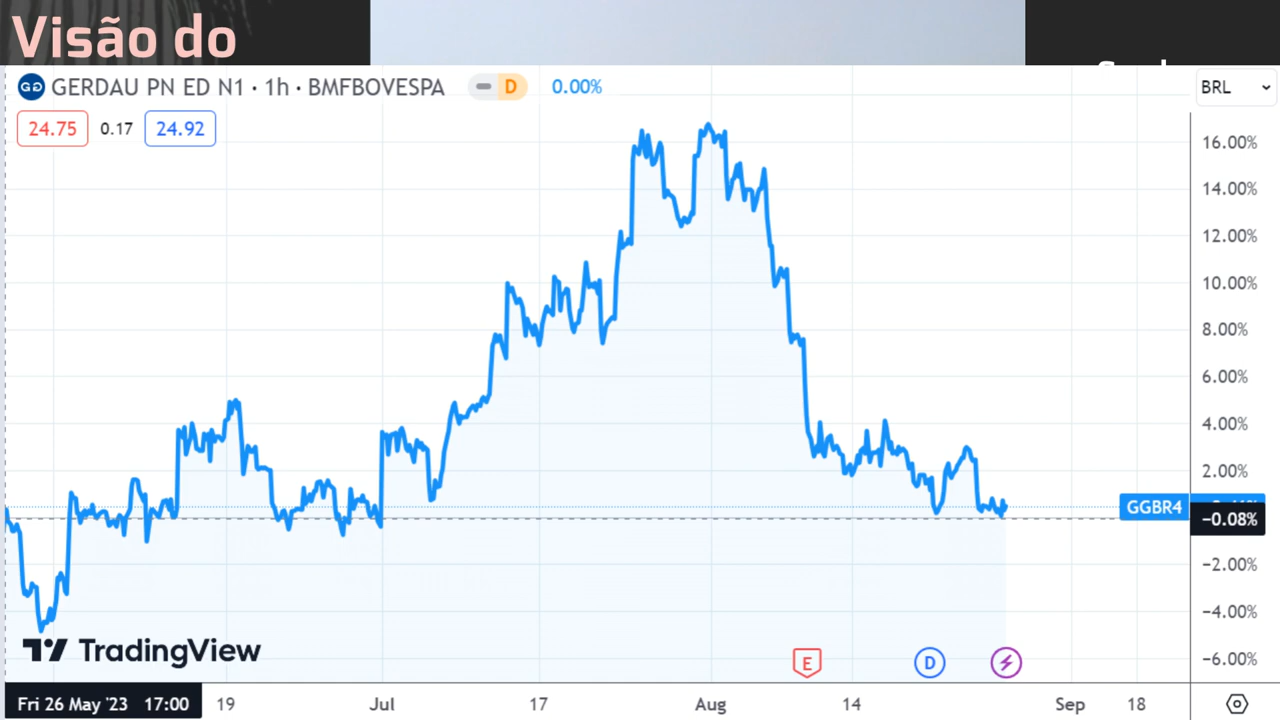 Visão do
GERDAU PN ED N1 · 1h · BMFBOVESPA
D
0.00%
BRL
24.75
0.17
24.92
16.00%
14.00%
12.00%
10.00%
8.00%
6.00%
4.00%
2.00%
GGBR4
−0.08%
−2.00%
−4.00%
−6.00%
TradingView
E
D
Fri 26 May '23 17:00
19
Jul
17
Aug
14
Sep
18